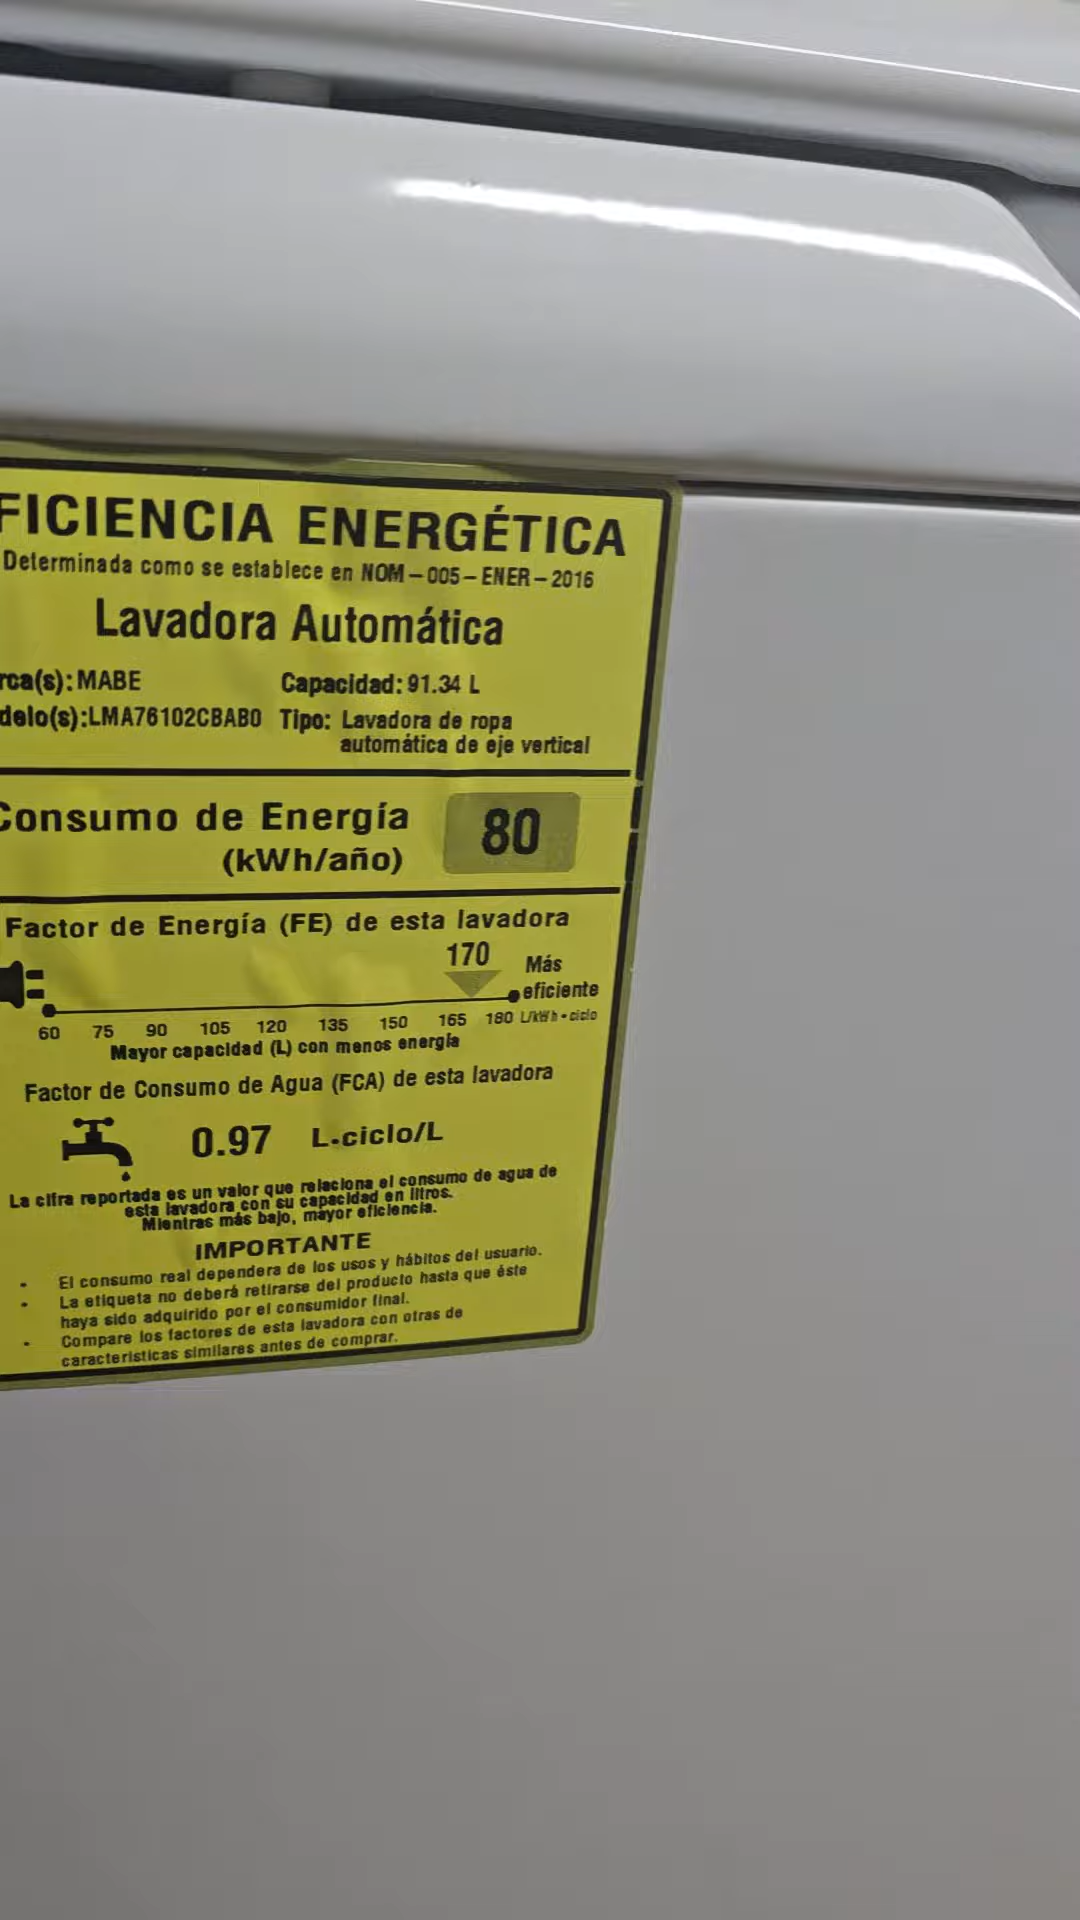 FICIENCIA ENERGÉTICA
Determinada como se establece en NOM-005-ENER-2016
Lavadora Automática
rca(s): MABE Capacidad: 91.34 L
delo(s):LMA76102CBAB0 Tipo: Lavadora de ropa
automática de eje vertical
Consumo de Energía 80
(kWh/año)
Factor de Energía (FE) de esta lavadora
170 Más
eficiente
60 75 90 105 120 135 150 165 180 L/kWh•ciclo
Mayor capacidad (L) con menos energía
Factor de Consumo de Agua (FCA) de esta lavadora
0.97 L.ciclo/L
La cifra reportada es un valor que relaciona el consumo de agua de
esta lavadora con su capacidad en litros.
Mientras más bajo, mayor eficiencia.
IMPORTANTE
• El consumo real dependera de los usos y hábitos del usuario.
• La etiqueta no deberá retirarse del producto hasta que éste
haya sido adquirido por el consumidor final.
• Compare los factores de esta lavadora con otras de
caracteristicas similares antes de comprar.